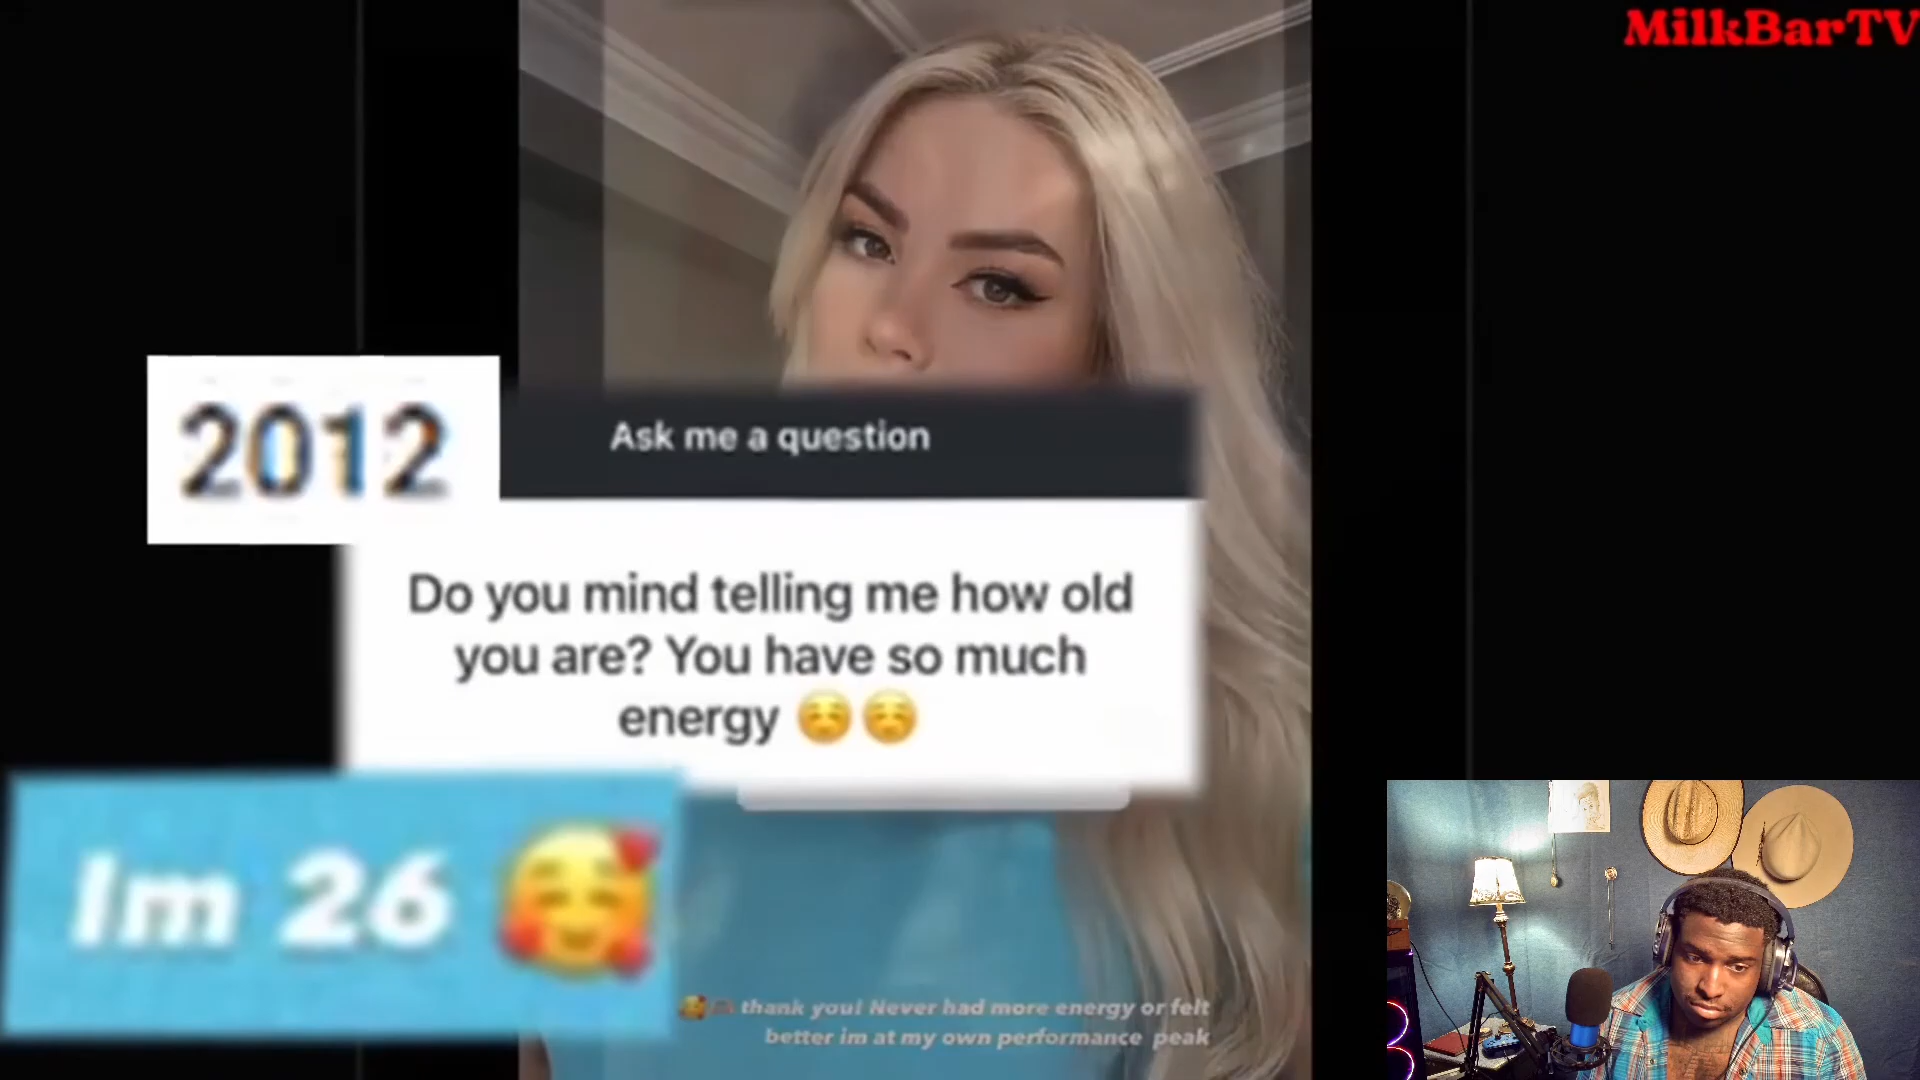 MilkBarTV
2012
Ask me a question
Do you mind telling me how old
you are? You have so much
energy ☺️☺️
Im 26 🥰
thank you! Never had more energy or felt
better im at my own performance peak